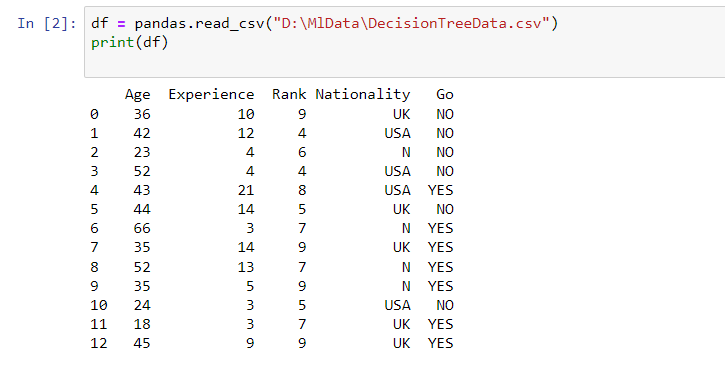 In [2]: df = pandas.read_csv("D:\MlData\DecisionTreeData.csv")
print(df)
Age Experience Rank Nationality Go
0 36 10 9 UK NO
1 42 12 4 USA NO
2 23 4 6 N NO
3 52 4 4 USA NO
4 43 21 8 USA YES
5 44 14 5 UK NO
6 66 3 7 N YES
7 35 14 9 UK YES
8 52 13 7 N YES
9 35 5 9 N YES
10 24 3 5 USA NO
11 18 3 7 UK YES
12 45 9 9 UK YES